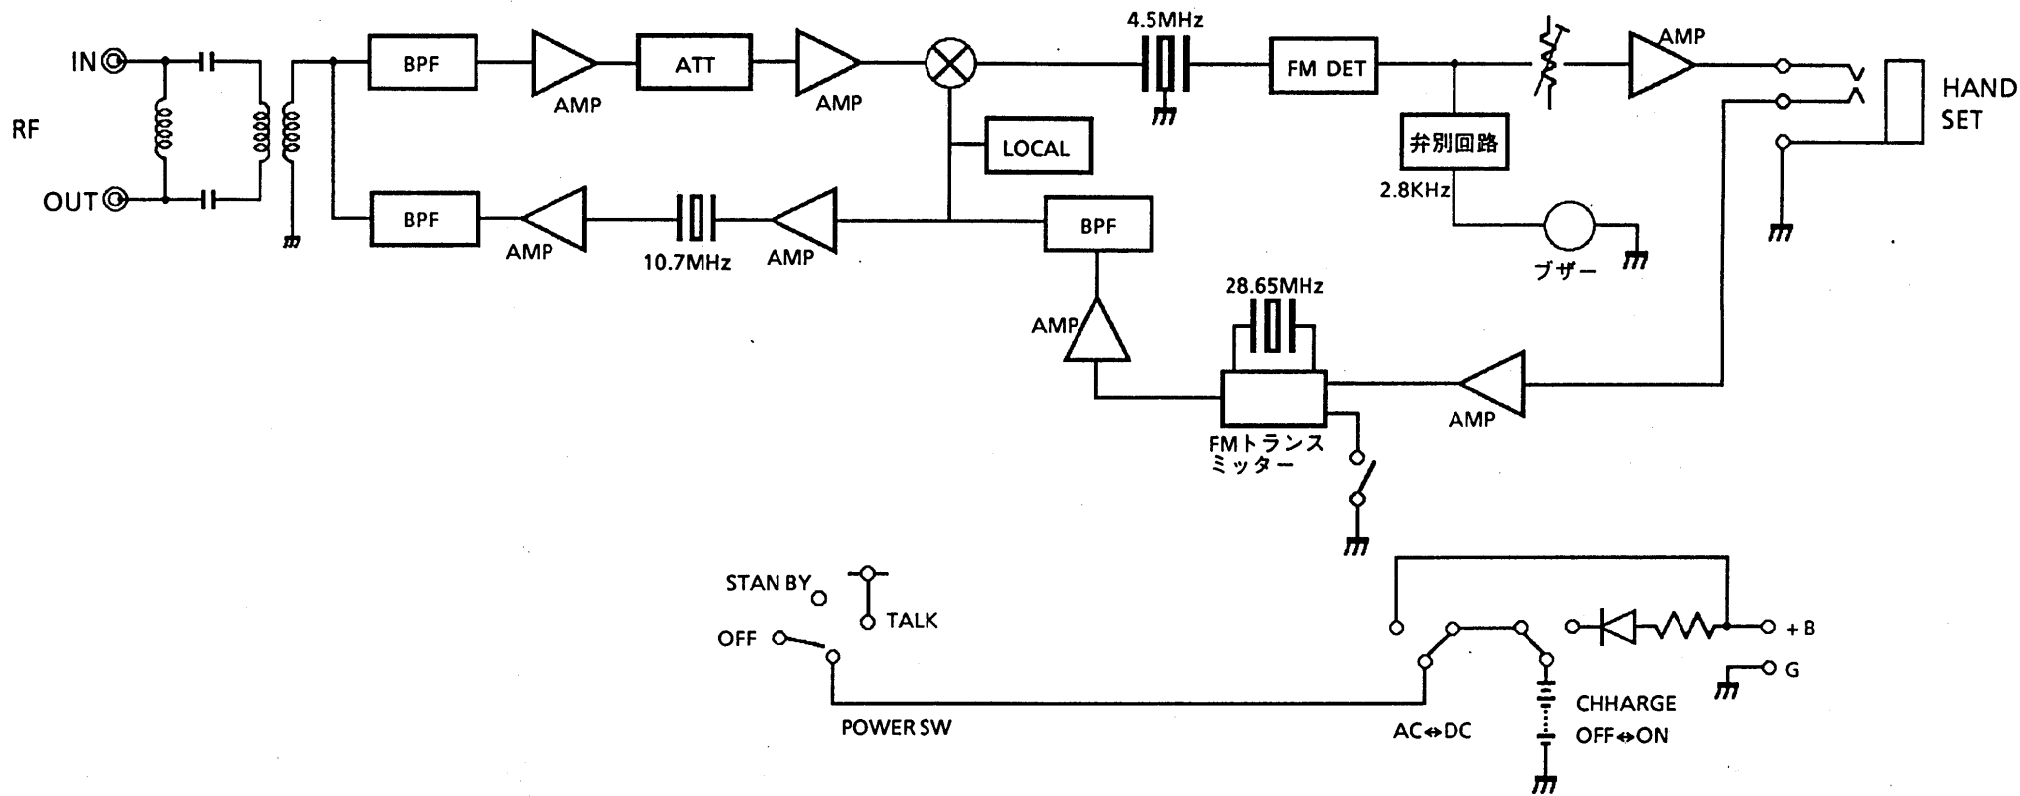 4.5MHz
IN
BPF
AMP
ATT
AMP
FM DET
AMP
HAND
SET
RF
LOCAL
弁別回路
2.8KHz
OUT
BPF
AMP
10.7MHz
AMP
BPF
ブザー
28.65MHz
AMP
AMP
FMトランス
ミッター
STAN BY
TALK
OFF
+B
G
POWER SW
AC↔DC
CHHARGE
OFF↔ON